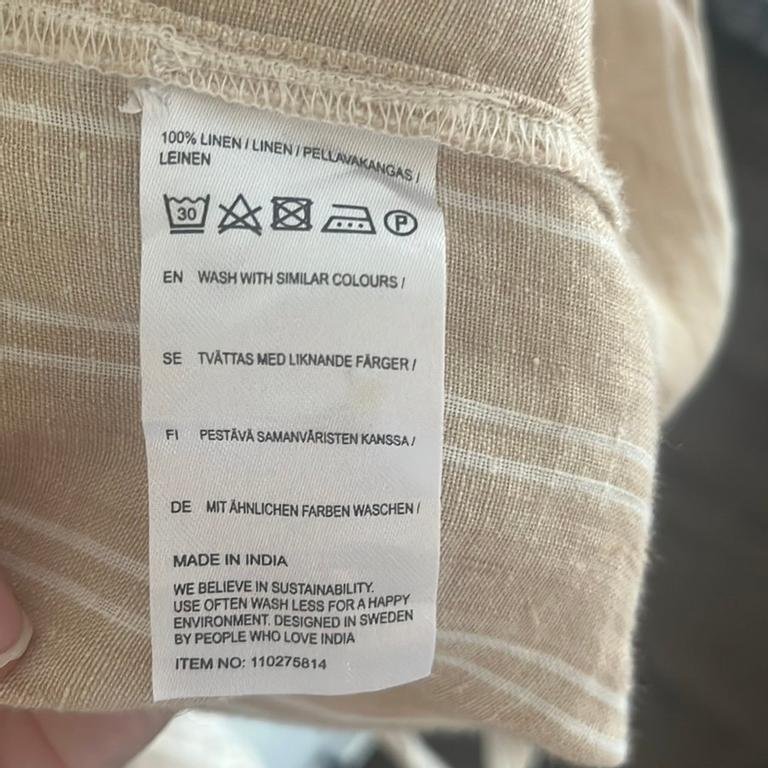 100% LINEN / LINEN / PELLAVAKANGAS /
LEINEN
30 P
EN WASH WITH SIMILAR COLOURS /
SE TVÄTTAS MED LIKNANDE FÄRGER /
FI PESTÄVÄ SAMANVÄRISTEN KANSSA /
DE MIT ÄHNLICHEN FARBEN WASCHEN /
MADE IN INDIA
WE BELIEVE IN SUSTAINABILITY.
USE OFTEN WASH LESS FOR A HAPPY
ENVIRONMENT. DESIGNED IN SWEDEN
BY PEOPLE WHO LOVE INDIA
ITEM NO: 110275814